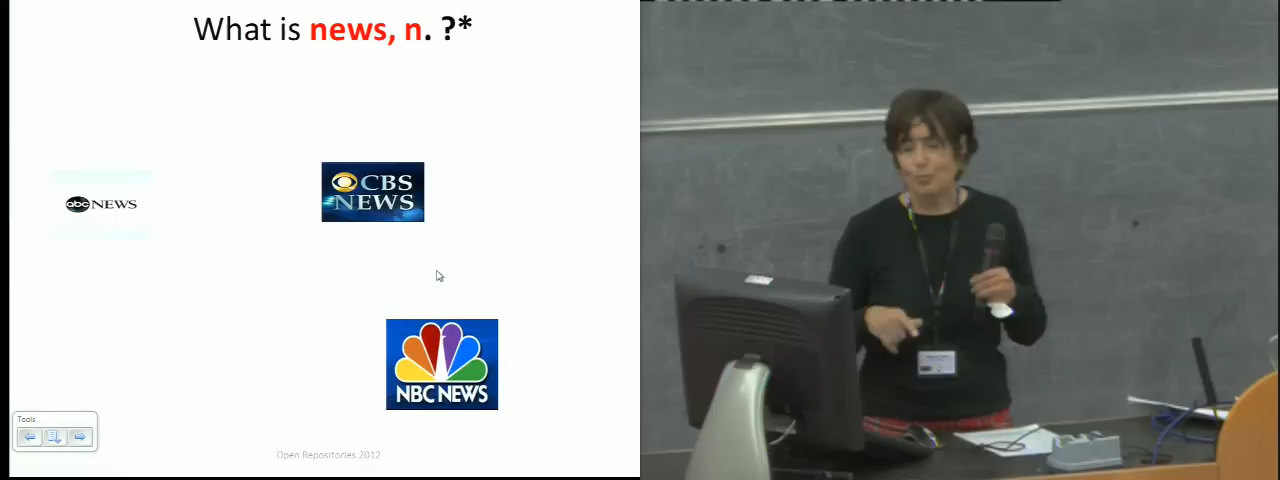 What is news, n. ?*
abc NEWS
CBS
NEWS
NBC NEWS
Tools
Open Repositories 2012